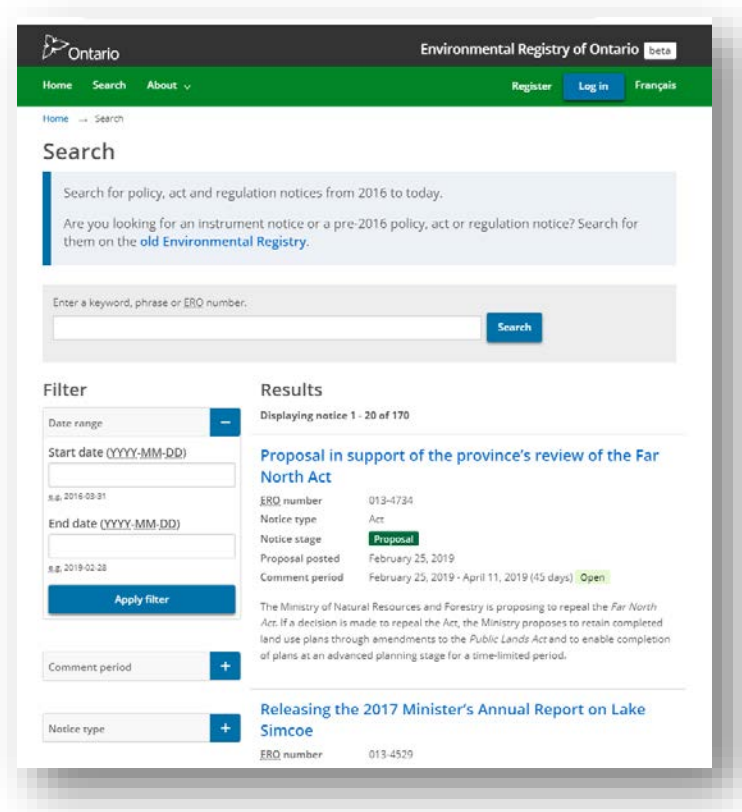 Ontario
Environmental Registry of Ontario beta
Home Search About
Register Log in Français
Home → Search
Search
Search for policy, act and regulation notices from 2016 to today.
Are you looking for an instrument notice or a pre-2016 policy, act or regulation notice? Search for
them on the old Environmental Registry.
Enter a keyword, phrase or ERO number.
Search
Filter
Date range
Start date (YYYY-MM-DD)
e.g. 2016-03-31
End date (YYYY-MM-DD)
e.g. 2019-02-28
Apply filter
Comment period
Notice type
Results
Displaying notice 1 - 20 of 170
Proposal in support of the province's review of the Far
North Act
ERO number 013-4734
Notice type Act
Notice stage Proposal
Proposal posted February 25, 2019
Comment period February 25, 2019 - April 11, 2019 (45 days) Open
The Ministry of Natural Resources and Forestry is proposing to repeal the Far North
Act. If a decision is made to repeal the Act, the Ministry proposes to retain completed
land use plans through amendments to the Public Lands Act and to enable completion
of plans at an advanced planning stage for a time-limited period.
Releasing the 2017 Minister's Annual Report on Lake
Simcoe
ERO number 013-4529